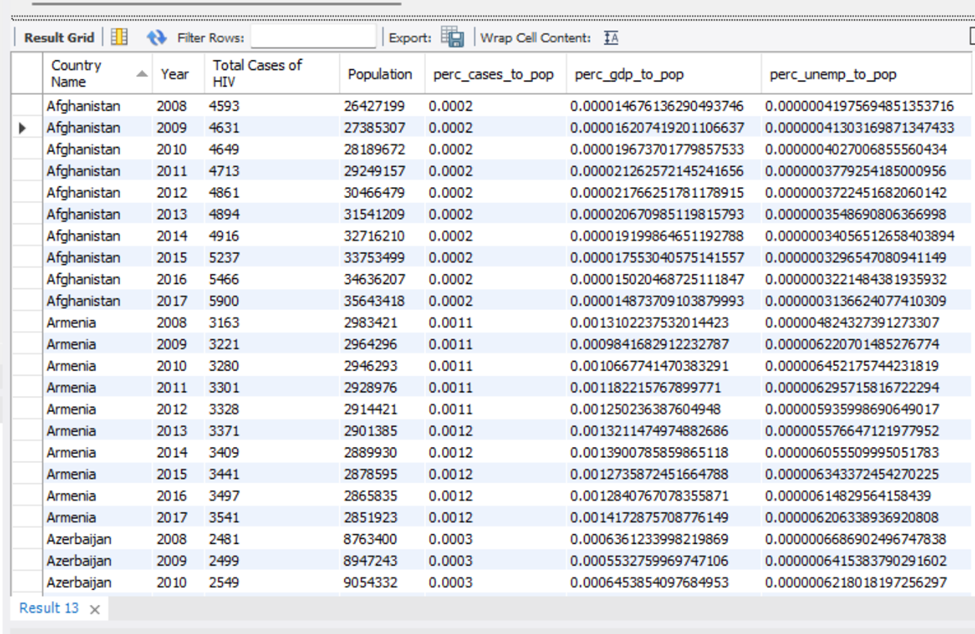 Result Grid Filter Rows: Export: Wrap Cell Content: IA
Country Name Year Total Cases of HIV Population perc_cases_to_pop perc_gdp_to_pop perc_unemp_to_pop
Afghanistan 2008 4593 26427199 0.0002 0.000014676136290493746 0.00000041975694851353716
Afghanistan 2009 4631 27385307 0.0002 0.000016207419201106637 0.00000041303169871347433
Afghanistan 2010 4649 28189672 0.0002 0.000019673701779857533 0.0000004027006855560434
Afghanistan 2011 4713 29249157 0.0002 0.000021262572145241656 0.0000003779254185000956
Afghanistan 2012 4861 30466479 0.0002 0.000021766251781178915 0.0000003722451682060142
Afghanistan 2013 4894 31541209 0.0002 0.000020670985119815793 0.0000003548690806366998
Afghanistan 2014 4916 32716210 0.0002 0.000019199864651192788 0.00000034056512658403894
Afghanistan 2015 5237 33753499 0.0002 0.000017553040575141557 0.0000003296547080941149
Afghanistan 2016 5466 34636207 0.0002 0.000015020468725111847 0.0000003221484381935932
Afghanistan 2017 5900 35643418 0.0002 0.000014873709103879993 0.0000003136624077410309
Armenia 2008 3163 2983421 0.0011 0.0013102237532014423 0.000004824327391273307
Armenia 2009 3221 2964296 0.0011 0.0009841682912232787 0.000006220701485276774
Armenia 2010 3280 2946293 0.0011 0.0010667741470383291 0.000006452175744231819
Armenia 2011 3301 2928976 0.0011 0.001182215767899771 0.000006295715816722294
Armenia 2012 3328 2914421 0.0011 0.001250236387604948 0.000005935998690649017
Armenia 2013 3371 2901385 0.0012 0.0013211474974882686 0.000005576647121977952
Armenia 2014 3409 2889930 0.0012 0.0013900785859865118 0.000006055509995051783
Armenia 2015 3441 2878595 0.0012 0.0012735872451664788 0.000006343372454270225
Armenia 2016 3497 2865835 0.0012 0.0012840767078355871 0.00000614829564158439
Armenia 2017 3541 2851923 0.0012 0.0014172875708776149 0.000006206338936920808
Azerbaijan 2008 2481 8763400 0.0003 0.0006361233998219869 0.0000006686902496747838
Azerbaijan 2009 2499 8947243 0.0003 0.00055327599697471​06 0.0000006415383790291602
Azerbaijan 2010 2549 9054332 0.0003 0.0006453854097684953 0.0000006218018197256297
Result 13